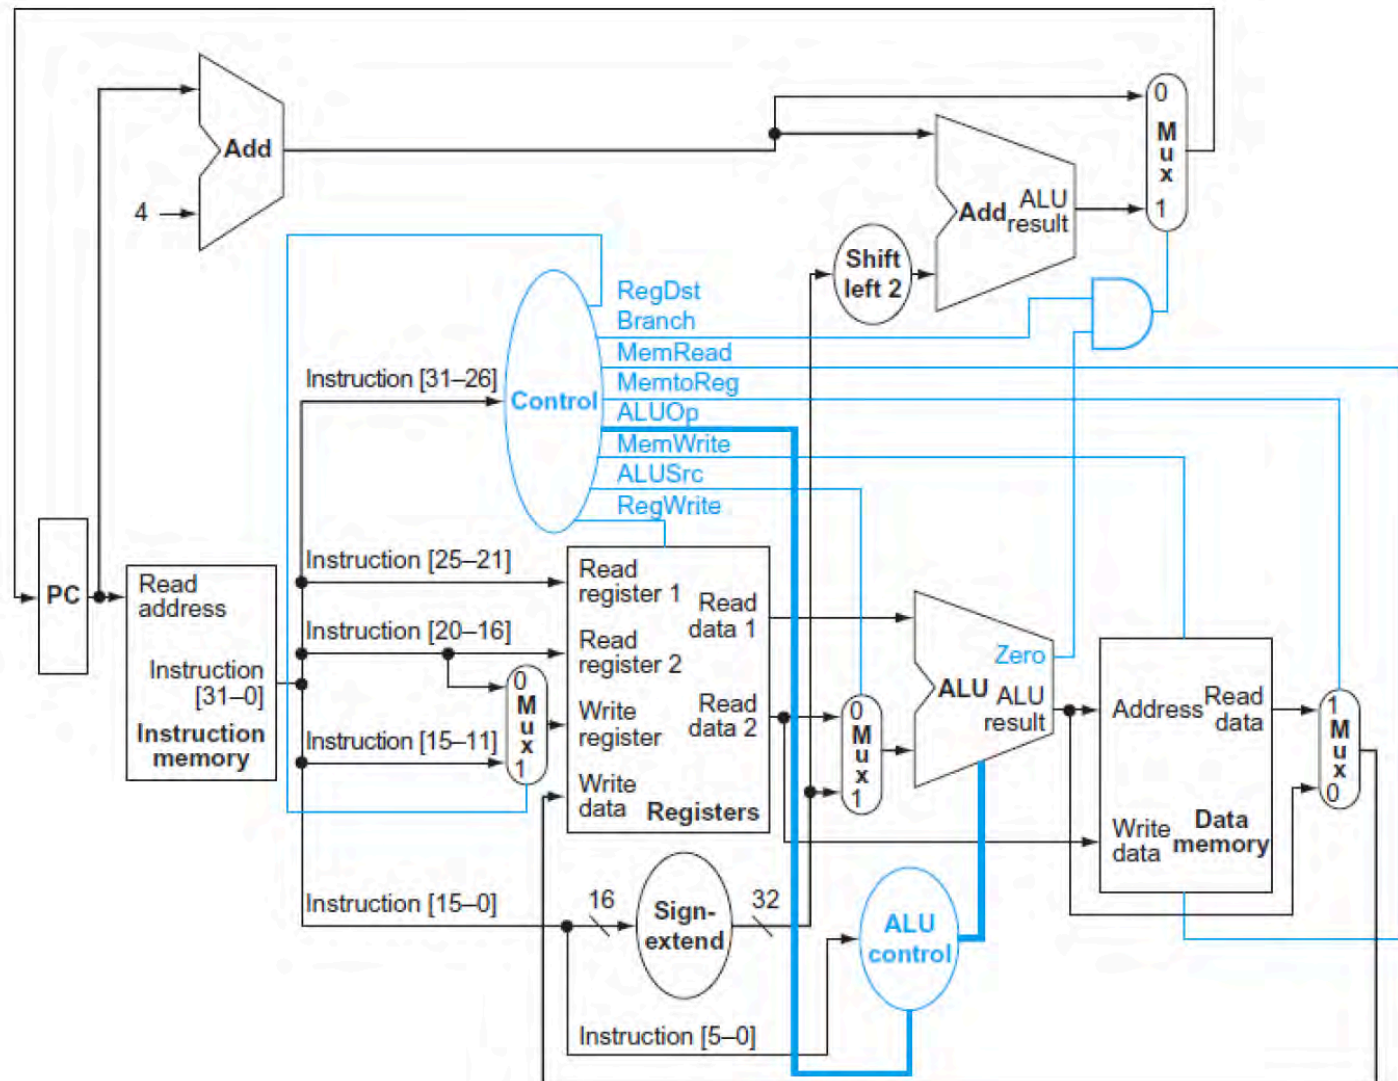 0
M
u
x
1
Add
4
Add
ALU
result
Shift
left 2
RegDst
Branch
MemRead
MemtoReg
ALUOp
MemWrite
ALUSrc
RegWrite
Instruction [31–26]
Control
Instruction [25–21]
Instruction [20–16]
Instruction [15–11]
PC
Read
address
Instruction
[31–0]
Instruction
memory
0
M
u
x
1
Read
register 1
Read
register 2
Write
register
Write
data
Read
data 1
Read
data 2
Registers
0
M
u
x
1
Zero
ALU
ALU
result
Address
Read
data
Write
data
Data
memory
1
M
u
x
0
Instruction [15–0]
16
Sign-
extend
32
ALU
control
Instruction [5–0]